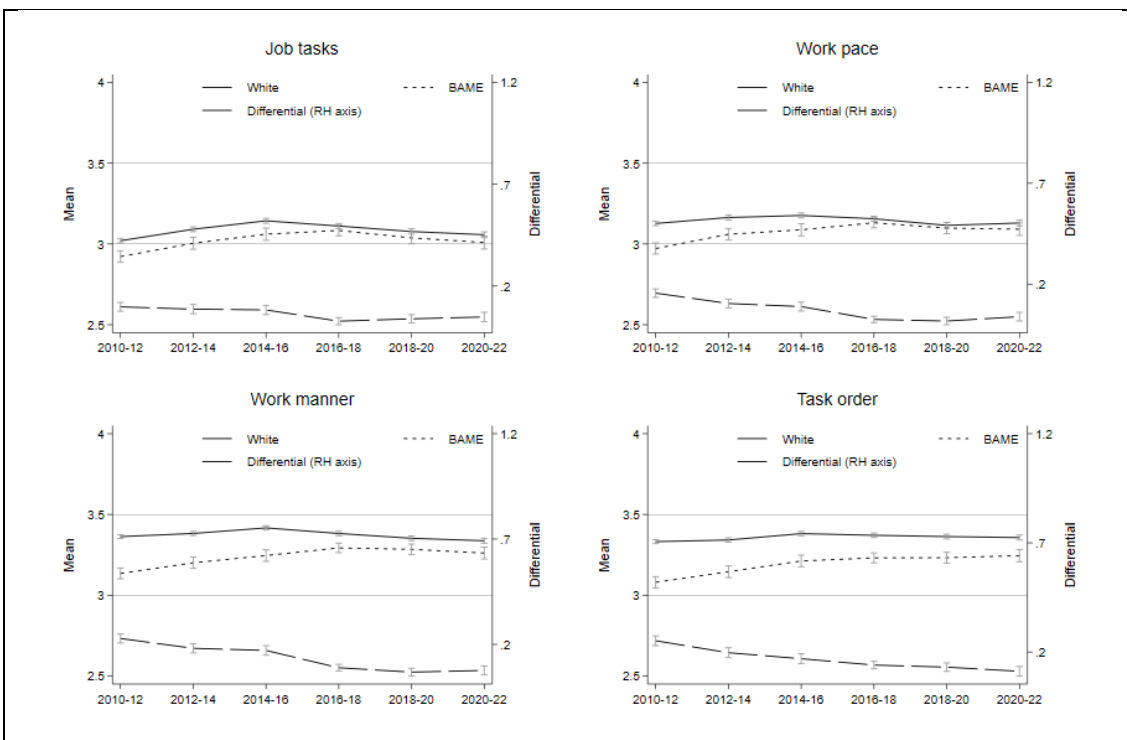 Job tasks
White BAME
Differential (RH axis)
4
3.5
3
2.5
Mean
1.2
.7
.2
Differential
2010-12 2012-14 2014-16 2016-18 2018-20 2020-22
Work pace
White BAME
Differential (RH axis)
4
3.5
3
2.5
Mean
1.2
.7
.2
Differential
2010-12 2012-14 2014-16 2016-18 2018-20 2020-22
Work manner
White BAME
Differential (RH axis)
4
3.5
3
2.5
Mean
1.2
.7
.2
Differential
2010-12 2012-14 2014-16 2016-18 2018-20 2020-22
Task order
White BAME
Differential (RH axis)
4
3.5
3
2.5
Mean
1.2
.7
.2
Differential
2010-12 2012-14 2014-16 2016-18 2018-20 2020-22